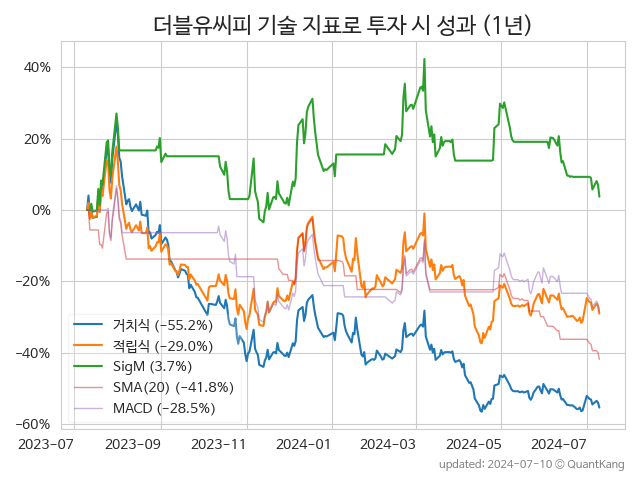 더블유씨피 기술 지표로 투자 시 성과 (1년)
40%
20%
0%
−20%
−40%
−60%
거치식 (−55.2%)
적립식 (−29.0%)
SigM (3.7%)
SMA(20) (−41.8%)
MACD (−28.5%)
2023-07 2023-09 2023-11 2024-01 2024-03 2024-05 2024-07
updated: 2024-07-10 © QuantKang